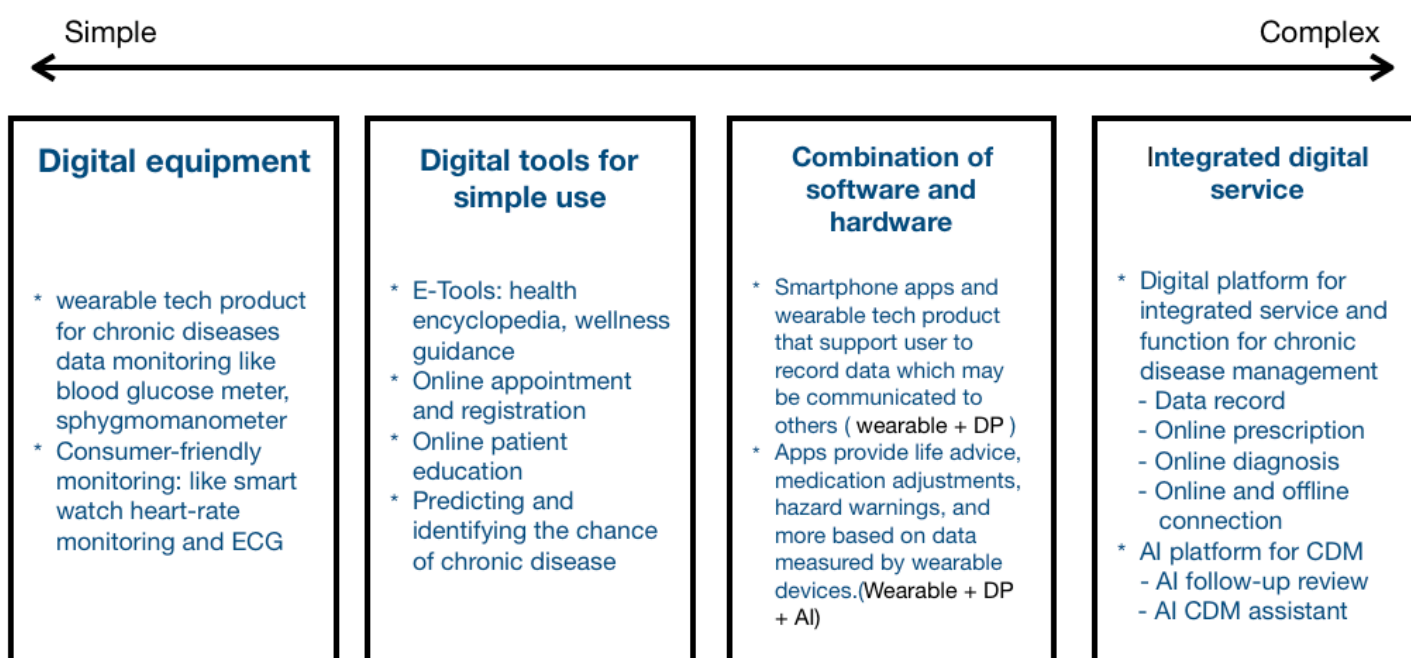 Simple
Complex
Digital equipment
* wearable tech product
for chronic diseases
data monitoring like
blood glucose meter,
sphygmomanometer
* Consumer-friendly
monitoring: like smart
watch heart-rate
monitoring and ECG
Digital tools for
simple use
* E-Tools: health
encyclopedia, wellness
guidance
* Online appointment
and registration
* Online patient
education
* Predicting and
identifying the chance
of chronic disease
Combination of
software and
hardware
* Smartphone apps and
wearable tech product
that support user to
record data which may
be communicated to
others ( wearable + DP )
* Apps provide life advice,
medication adjustments,
hazard warnings, and
more based on data
measured by wearable
devices.(Wearable + DP
+ AI)
Integrated digital
service
* Digital platform for
integrated service and
function for chronic
disease management
- Data record
- Online prescription
- Online diagnosis
- Online and offline
connection
* AI platform for CDM
- AI follow-up review
- AI CDM assistant